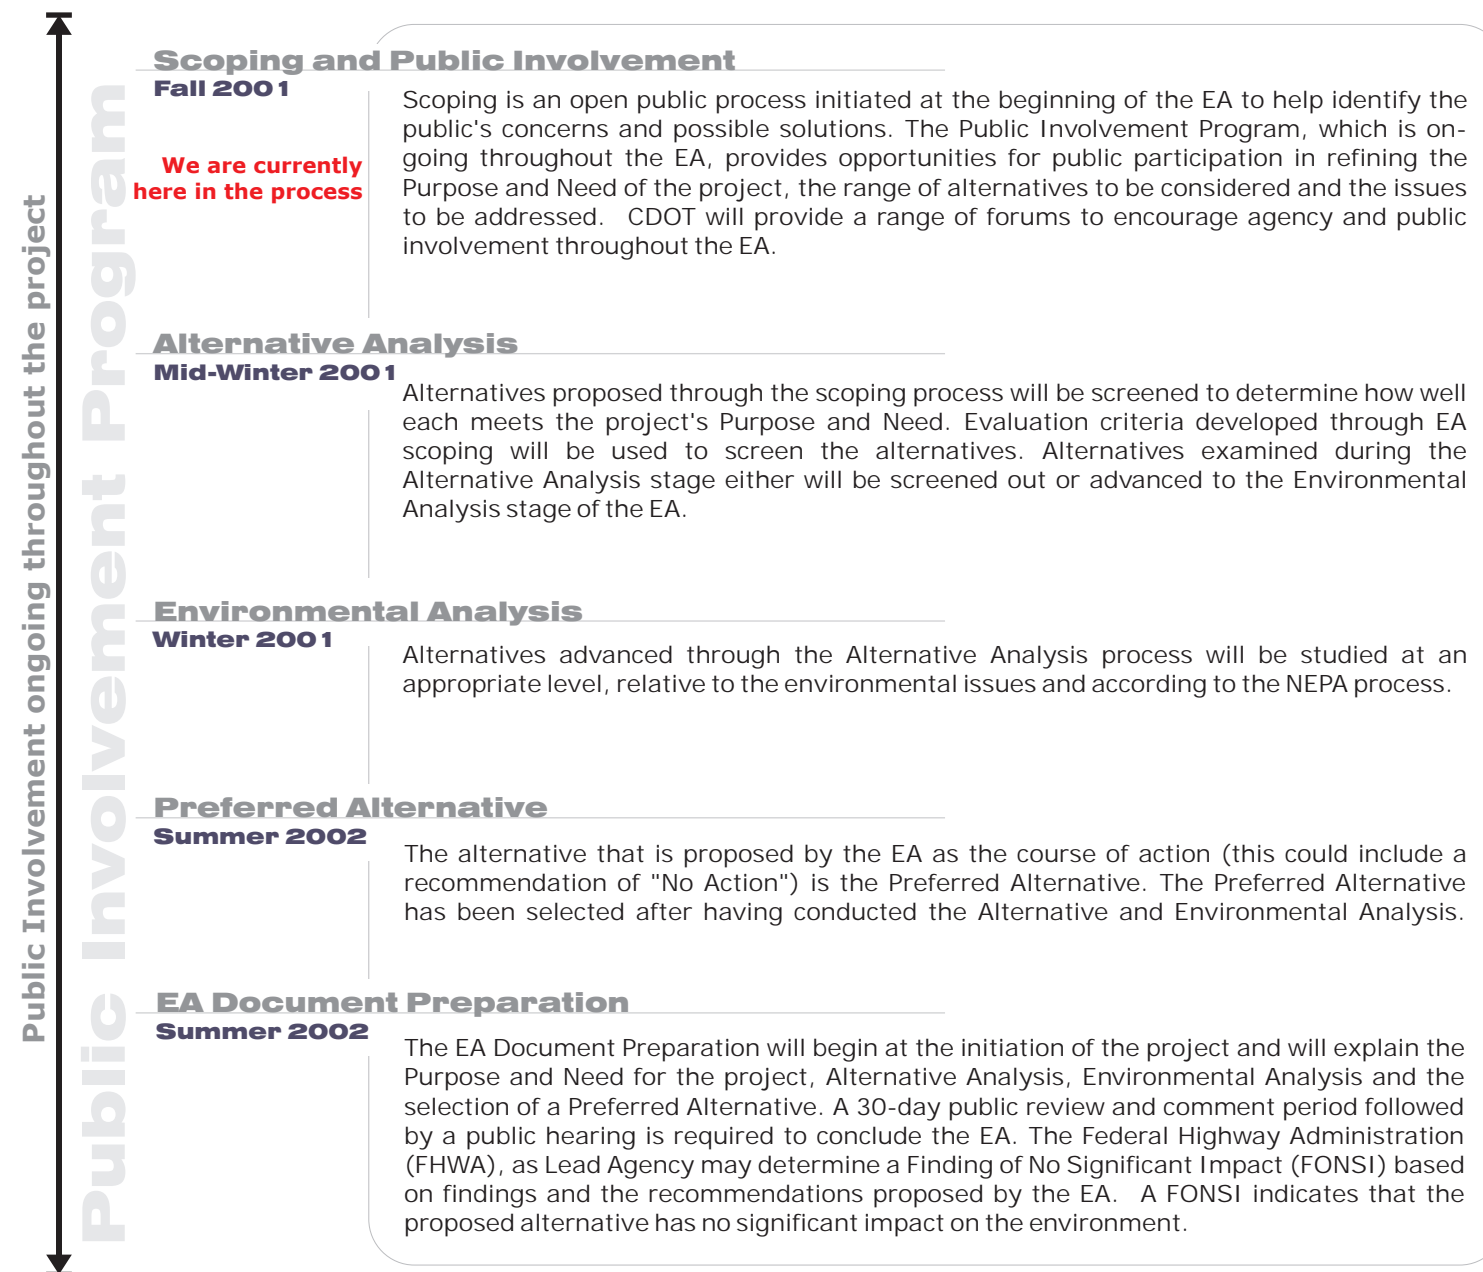 Public Involvement ongoing throughout the project
Public Involvement Program
Scoping and Public Involvement
Fall 2001
We are currently
here in the process
Scoping is an open public process initiated at the beginning of the EA to help identify the
public's concerns and possible solutions. The Public Involvement Program, which is on-
going throughout the EA, provides opportunities for public participation in refining the
Purpose and Need of the project, the range of alternatives to be considered and the issues
to be addressed.   CDOT will provide a range of forums to encourage agency and public
involvement throughout the EA.
Alternative Analysis
Mid-Winter 2001
Alternatives proposed through the scoping process will be screened to determine how well
each meets the project's Purpose and Need. Evaluation criteria developed through EA
scoping will be used to screen the alternatives. Alternatives examined during the
Alternative Analysis stage either will be screened out or advanced to the Environmental
Analysis stage of the EA.
Environmental Analysis
Winter 2001
Alternatives advanced through the Alternative Analysis process will be studied at an
appropriate level, relative to the environmental issues and according to the NEPA process.
Preferred Alternative
Summer 2002
The alternative that is proposed by the EA as the course of action (this could include a
recommendation of "No Action") is the Preferred Alternative. The Preferred Alternative
has been selected after having conducted the Alternative and Environmental Analysis.
EA Document Preparation
Summer 2002
The EA Document Preparation will begin at the initiation of the project and will explain the
Purpose and Need for the project, Alternative Analysis, Environmental Analysis and the
selection of a Preferred Alternative. A 30-day public review and comment period followed
by a public hearing is required to conclude the EA. The Federal Highway Administration
(FHWA), as Lead Agency may determine a Finding of No Significant Impact (FONSI) based
on findings and the recommendations proposed by the EA.   A FONSI indicates that the
proposed alternative has no significant impact on the environment.